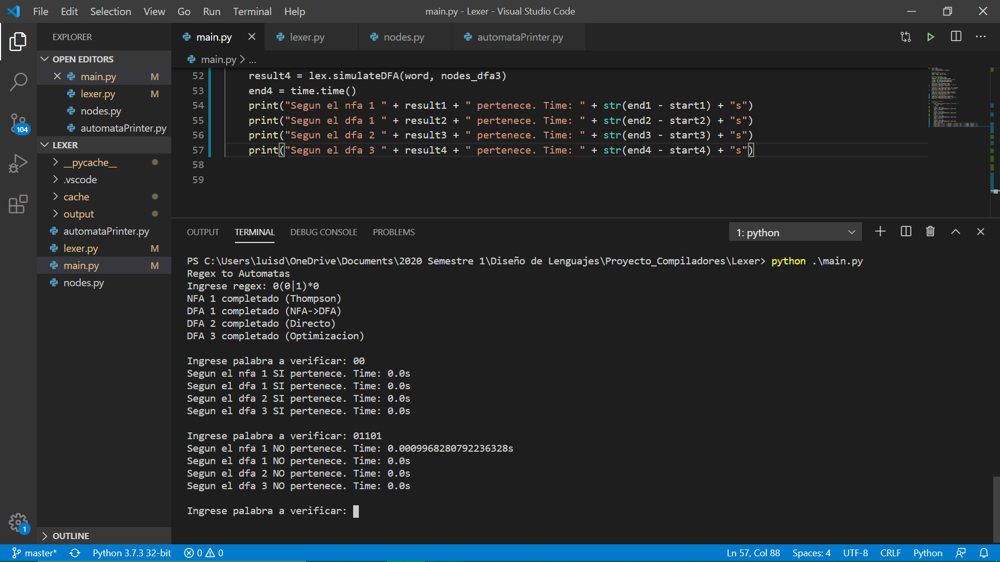 File Edit Selection View Go Run Terminal Help
main.py - Lexer - Visual Studio Code
EXPLORER
OPEN EDITORS
main.py M
lexer.py M
nodes.py
automataPrinter.py
LEXER
__pycache__
.vscode
cache
output
automataPrinter.py
lexer.py M
main.py M
nodes.py
OUTLINE
104
1
main.py
lexer.py
nodes.py
automataPrinter.py
main.py > ...
52 result4 = lex.simulateDFA(word, nodes_dfa3)
53 end4 = time.time()
54 print("Segun el nfa 1 " + result1 + " pertenece. Time: " + str(end1 - start1) + "s")
55 print("Segun el dfa 1 " + result2 + " pertenece. Time: " + str(end2 - start2) + "s")
56 print("Segun el dfa 2 " + result3 + " pertenece. Time: " + str(end3 - start3) + "s")
57 print("Segun el dfa 3 " + result4 + " pertenece. Time: " + str(end4 - start4) + "s")
58
59
OUTPUT TERMINAL DEBUG CONSOLE PROBLEMS
1: python
PS C:\Users\luisd\OneDrive\Documents\2020 Semestre 1\Diseño de Lenguajes\Proyecto_Compiladores\Lexer> python .\main.py
Regex to Automatas
Ingrese regex: 0(0|1)*0
NFA 1 completado (Thompson)
DFA 1 completado (NFA->DFA)
DFA 2 completado (Directo)
DFA 3 completado (Optimizacion)
Ingrese palabra a verificar: 00
Segun el nfa 1 SI pertenece. Time: 0.0s
Segun el dfa 1 SI pertenece. Time: 0.0s
Segun el dfa 2 SI pertenece. Time: 0.0s
Segun el dfa 3 SI pertenece. Time: 0.0s
Ingrese palabra a verificar: 01101
Segun el nfa 1 NO pertenece. Time: 0.0009968280792236328s
Segun el dfa 1 NO pertenece. Time: 0.0s
Segun el dfa 2 NO pertenece. Time: 0.0s
Segun el dfa 3 NO pertenece. Time: 0.0s
Ingrese palabra a verificar:
master* Python 3.7.3 32-bit 0 0 Ln 57, Col 88 Spaces: 4 UTF-8 CRLF Python